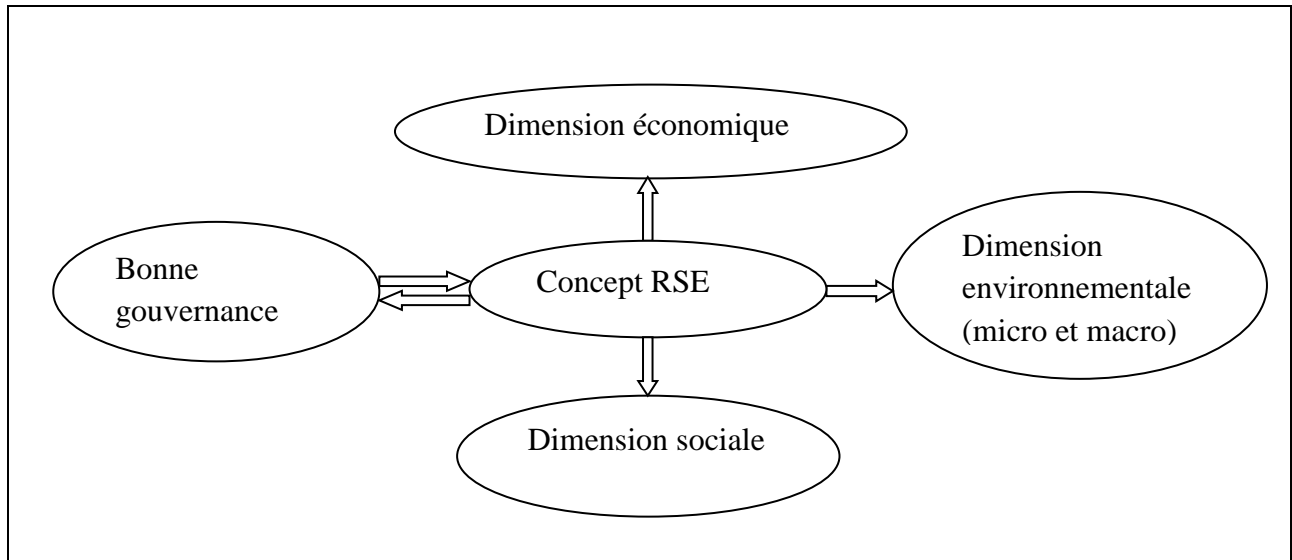 Dimension économique
Bonne
gouvernance
Concept RSE
Dimension
environnementale
(micro et macro)
Dimension sociale